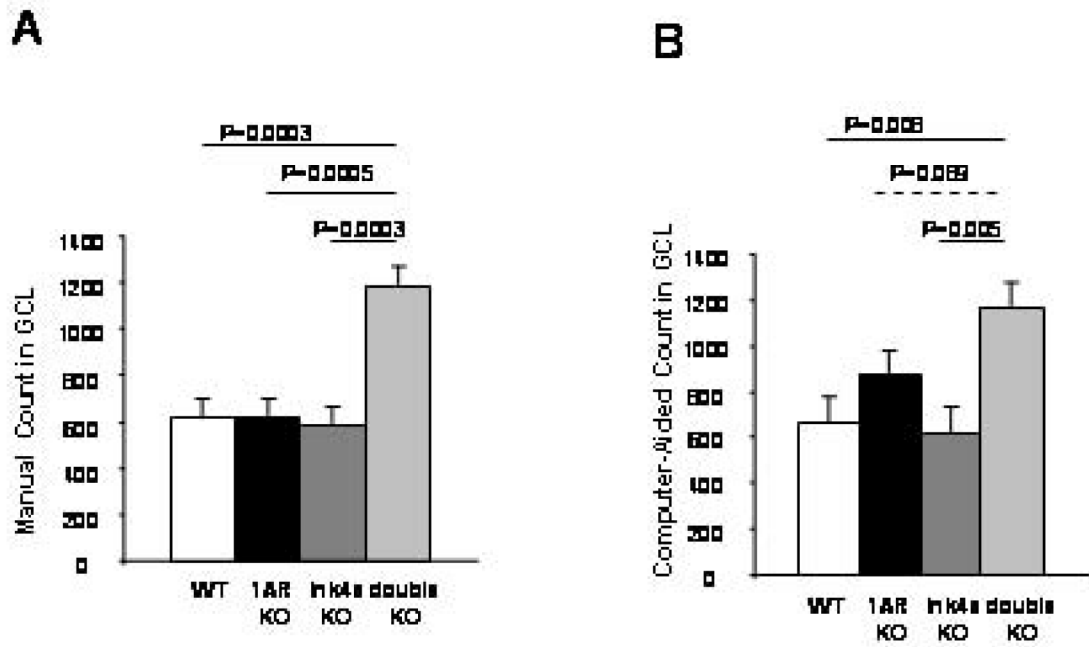 A
P=0.0003
P=0.0005
P=0.0003
Manual Count in GCL
1400
1200
1000
800
600
400
200
0
WT 1AR Ink4a double
KO KO KO
B
P=0.006
P=0.069
P=0.005
Computer-Aided Count in GCL
1400
1200
1000
800
600
400
200
0
WT 1AR Ink4a double
KO KO KO